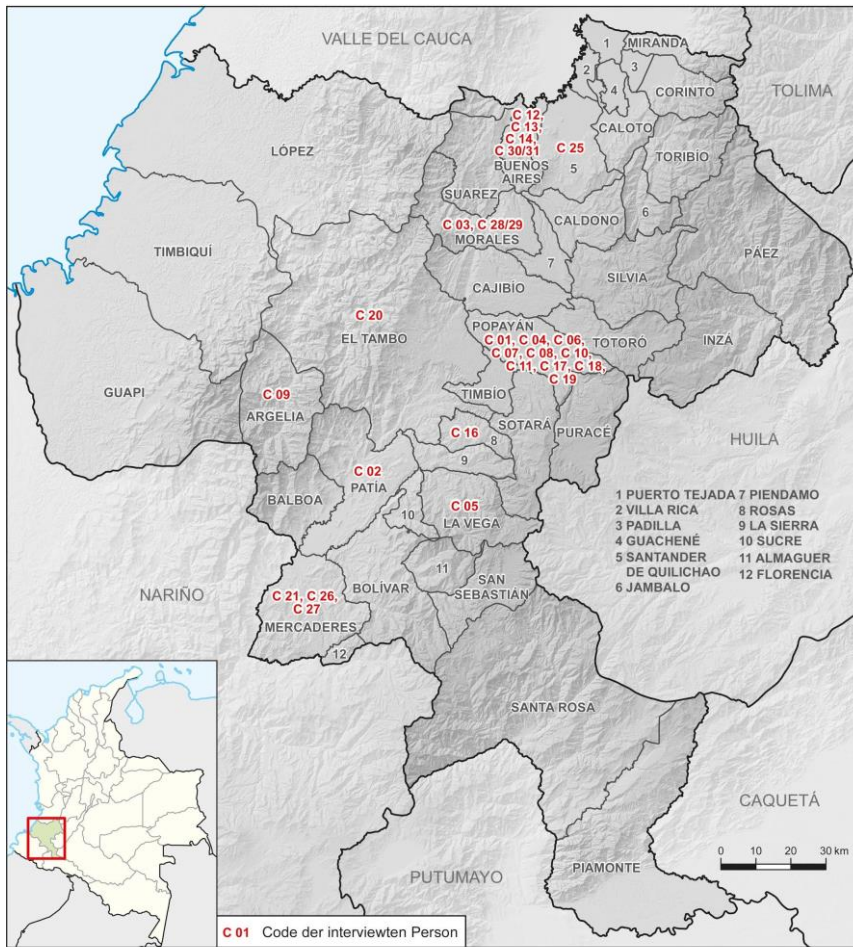 VALLE DEL CAUCA
1
MIRANDA
2
3
4
CORINTO
TOLIMA
C 12,
C 13,
C 14,
C 30/31
BUENOS
AIRES
C 25
5
CALOTO
LÓPEZ
TORIBÍO
SUAREZ
CALDONO
6
C 03, C 28/29
MORALES
TIMBIQUÍ
7
PÁEZ
SILVIA
CAJIBÍO
C 20
EL TAMBO
POPAYÁN
C 01, C 04, C 06,
C 07, C 08, C 10,
C 11, C 17, C 18,
C 19
TOTORÓ
INZÁ
GUAPI
C 09
ARGELIA
TIMBÍO
SOTARÁ
PURACÉ
C 16
8
HUILA
9
C 02
PATÍA
BALBOA
C 05
LA VEGA
10
1 PUERTO TEJADA
2 VILLA RICA
3 PADILLA
4 GUACHENÉ
5 SANTANDER
DE QUILICHAO
6 JAMBALO
7 PIENDAMO
8 ROSAS
9 LA SIERRA
10 SUCRE
11 ALMAGUER
12 FLORENCIA
11
NARIÑO
BOLÍVAR
SAN
SEBASTIÁN
C 21, C 26,
C 27
MERCADERES
12
SANTA ROSA
CAQUETÁ
PIAMONTE
0 10 20 30 km
PUTUMAYO
C 01 Code der interviewten Person